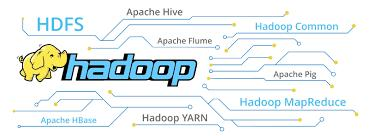 HDFS
Apache Hive
Hadoop Common
Apache Flume
hadoop
Apache Pig
Hadoop MapReduce
Apache HBase
Hadoop YARN